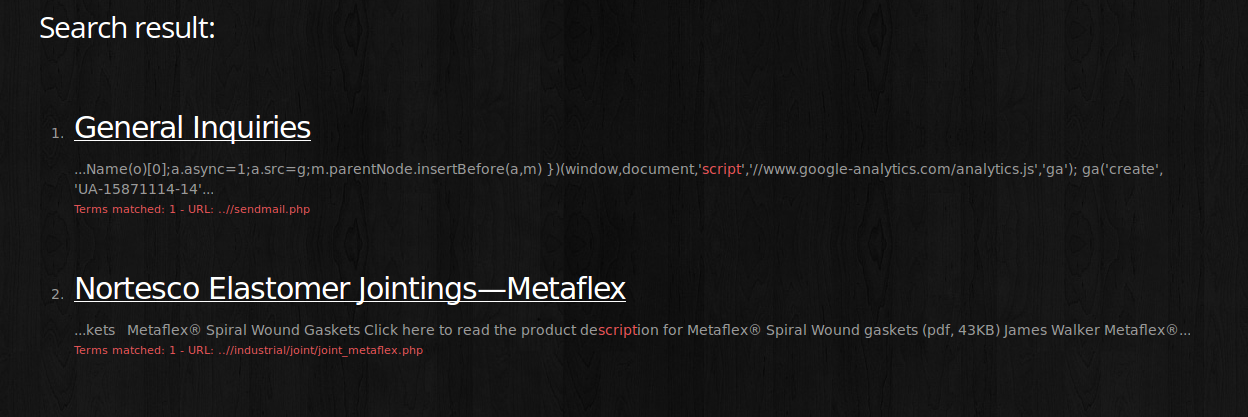 Search result:
1. General Inquiries
...Name(o)[0];a.async=1;a.src=g;m.parentNode.insertBefore(a,m) })(window,document,'script','//www.google-analytics.com/analytics.js','ga'); ga('create',
'UA-15871114-14'...
Terms matched: 1 - URL: ..//sendmail.php
2. Nortesco Elastomer Jointings—Metaflex
...kets Metaflex® Spiral Wound Gaskets Click here to read the product description for Metaflex® Spiral Wound gaskets (pdf, 43KB) James Walker Metaflex®...
Terms matched: 1 - URL: ..//industrial/joint/joint_metaflex.php